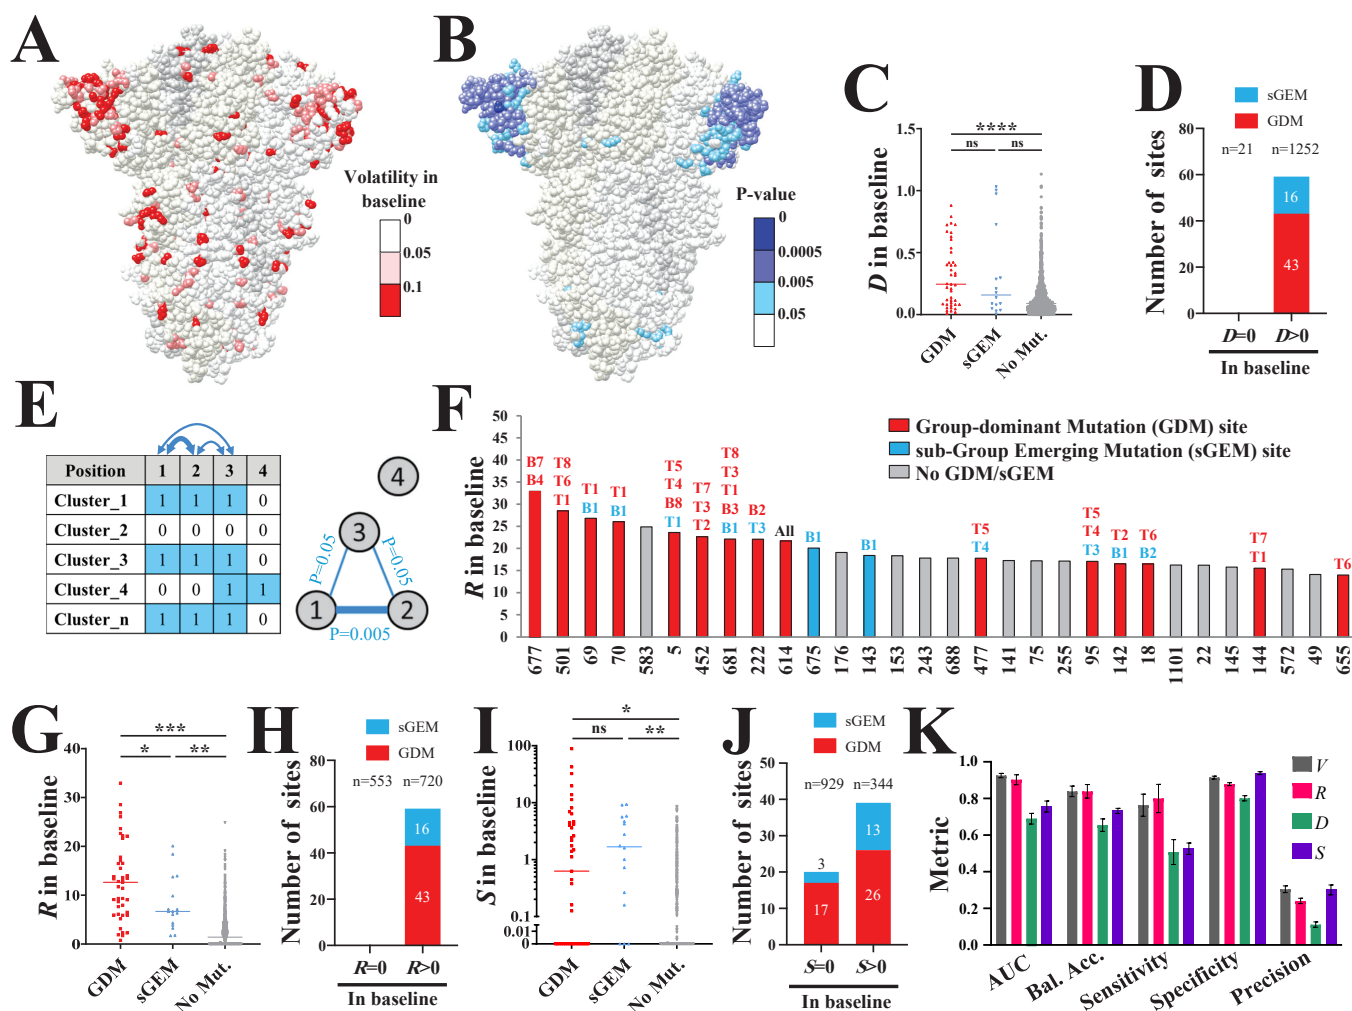 A
Volatility in
baseline
0
0.05
0.1
B
P-value
0
0.0005
0.005
0.05
C
D in baseline
1.5
1.0
0.5
0.0
****
ns
ns
GDM
sGEM
No Mut.
D
sGEM
GDM
Number of sites
80
60
40
20
0
n=21
n=1252
16
43
D=0
D>0
In baseline
E
Position 1 2 3 4
Cluster_1 1 1 1 0
Cluster_2 0 0 0 0
Cluster_3 1 1 1 0
Cluster_4 0 0 1 1
Cluster_n 1 1 1 0
4
3
1
2
P=0.05
P=0.05
P=0.005
F
R in baseline
50
45
40
35
30
25
20
15
10
5
0
Group-dominant Mutation (GDM) site
sub-Group Emerging Mutation (sGEM) site
No GDM/sGEM
B7
B4
T8
T6
T1
T1
B1
T1
B1
T5
T4
B8
T1
T7
T3
T2
T8
T3
T1
B3
B1
B2
T3
All
B1
B1
T5
T4
T5
T4
T3
T2
B1
T6
B2
T7
T1
T6
677 501 69 70 583 5 452 681 222 614 675 176 143 153 243 688 477 141 75 255 95 142 18 1101 22 145 144 572 49 655
G
R in baseline
40
30
20
10
0
***
*
**
GDM
sGEM
No Mut.
H
sGEM
GDM
Number of sites
80
60
40
20
0
n=553
n=720
16
43
R=0
R>0
In baseline
I
S in baseline
100
10
1
0.1
0.01
0
*
ns
**
GDM
sGEM
No Mut.
J
sGEM
GDM
Number of sites
50
40
30
20
10
0
n=929
n=344
3
17
13
26
S=0
S>0
In baseline
K
Metric
1.0
0.8
0.6
0.4
0.2
0.0
V
R
D
S
AUC
Bal. Acc.
Sensitivity
Specificity
Precision